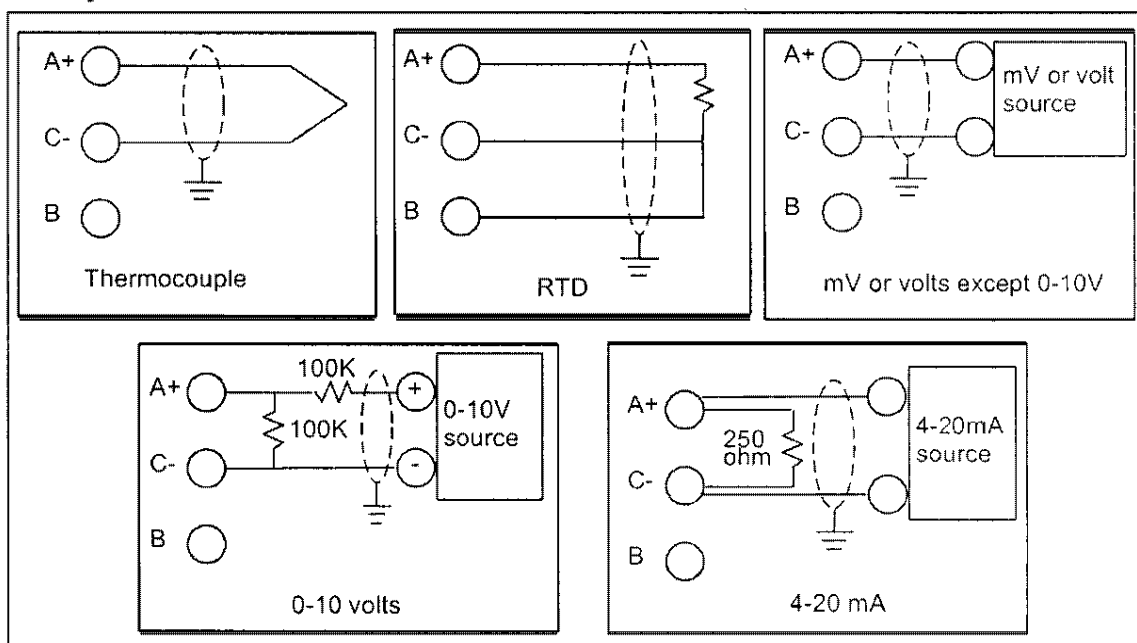 A+
C-
B
Thermocouple
A+
C-
B
RTD
A+
C-
B
mV or volt
source
mV or volts except 0-10V
A+
C-
B
100K
100K
+
-
0-10V
source
0-10 volts
A+
C-
B
250
ohm
4-20mA
source
4-20 mA